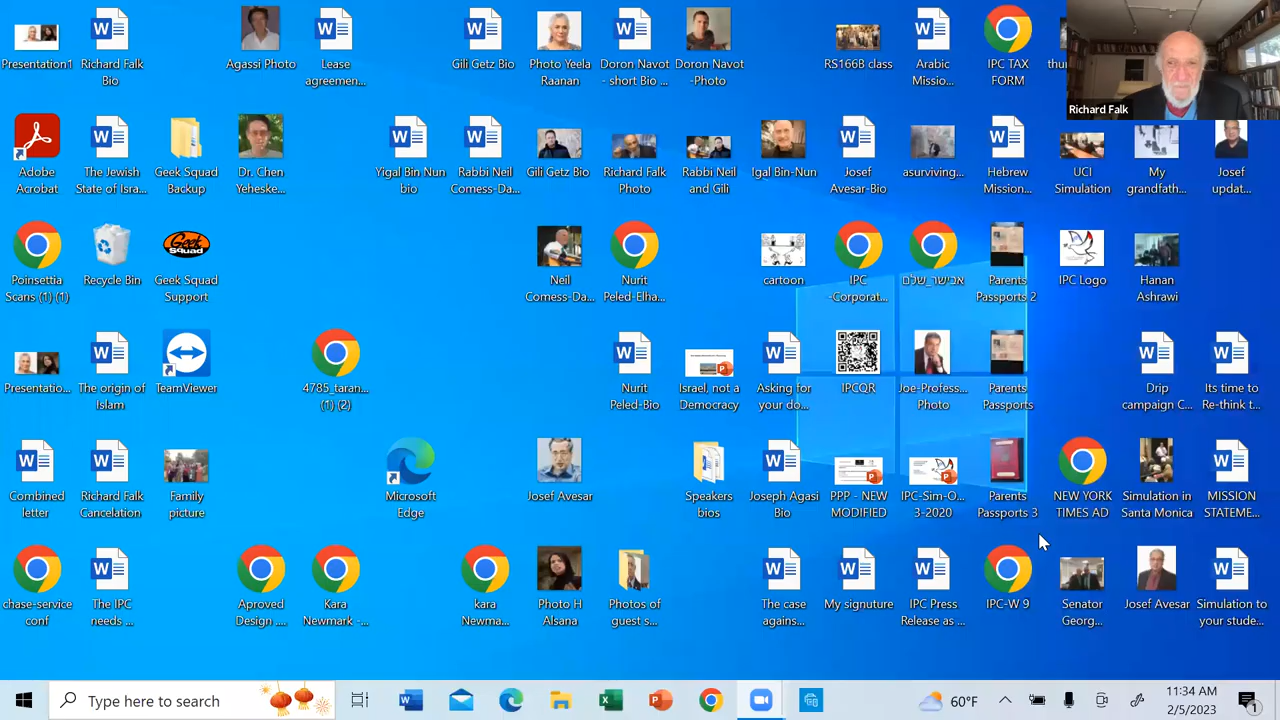 Presentation1
Richard Falk
Bio
Agassi Photo
Lease
agreemen...
Gili Getz Bio
Photo Yeela
Raanan
Doron Navot
- short Bio ...
Doron Navot
-Photo
RS166B class
Arabic
Missio...
IPC TAX
FORM
Richard Falk
Adobe
Acrobat
The Jewish
State of Isra...
Geek Squad
Backup
Dr. Chen
Yeheske...
Yigal Bin Nun
bio
Rabbi Neil
Comess-Da...
Gili Getz Bio
Richard Falk
Photo
Rabbi Neil
and Gili
Igal Bin-Nun
Josef
Avesar-Bio
asurviving...
Hebrew
Mission...
UCI
Simulation
My
grandfath...
Josef
updat...
Poinsettia
Scans (1) (1)
Recycle Bin
Geek Squad
Geek Squad
Support
Neil
Comess-Da...
Nurit
Peled-Elha...
cartoon
IPC
-Corporat...
אבישר_שלם
Parents
Passports 2
IPC Logo
Hanan
Ashrawi
Presentatio...
The origin of
Islam
TeamViewer
4785_taran...
(1) (2)
Nurit
Peled-Bio
Israel, not a
Democracy
Asking for
your do...
IPCQR
Joe-Profess...
Photo
Parents
Passports
Drip
campaign C...
Its time to
Re-think t...
Combined
letter
Richard Falk
Cancelation
Family
picture
Microsoft
Edge
Josef Avesar
Speakers
bios
Joseph Agasi
Bio
PPP - NEW
MODIFIED
IPC-Sim-O...
3-2020
Parents
Passports 3
NEW YORK
TIMES AD
Simulation in
Santa Monica
MISSION
STATEME...
chase-service
conf
The IPC
needs ...
Aproved
Design ....
Kara
Newmark -...
kara
Newma...
Photo H
Alsana
Photos of
guest s...
The case
agains...
My signuture
IPC Press
Release as ...
IPC-W 9
Senator
Georg...
Josef Avesar
Simulation to
your stude...
Type here to search
60°F
11:34 AM
2/5/2023
1